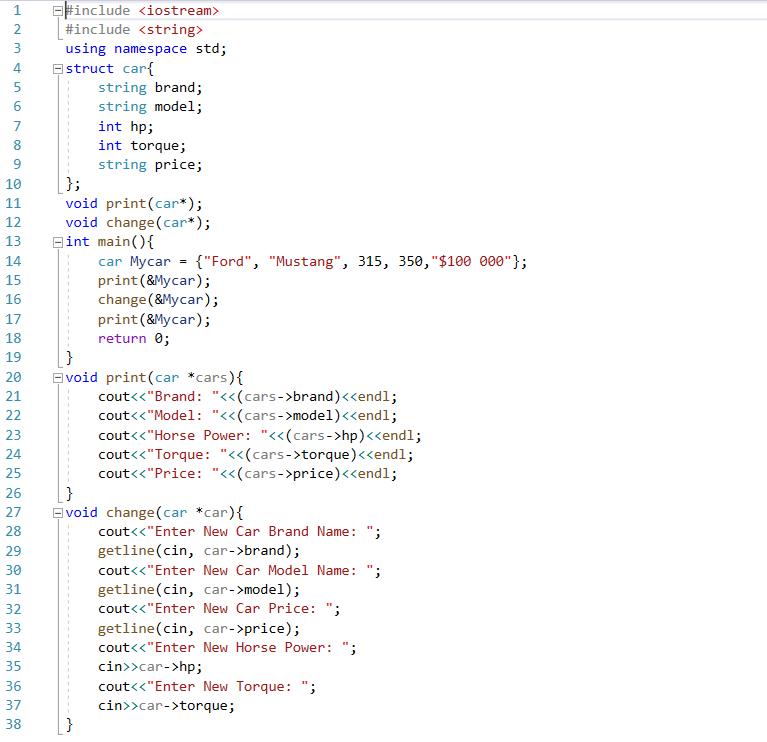 1 #include <iostream>
2 #include <string>
3 using namespace std;
4 struct car{
5 string brand;
6 string model;
7 int hp;
8 int torque;
9 string price;
10 };
11 void print(car*);
12 void change(car*);
13 int main(){
14 car Mycar = {"Ford", "Mustang", 315, 350,"$100 000"};
15 print(&Mycar);
16 change(&Mycar);
17 print(&Mycar);
18 return 0;
19 }
20 void print(car *cars){
21 cout<<"Brand: "<<(cars->brand)<<endl;
22 cout<<"Model: "<<(cars->model)<<endl;
23 cout<<"Horse Power: "<<(cars->hp)<<endl;
24 cout<<"Torque: "<<(cars->torque)<<endl;
25 cout<<"Price: "<<(cars->price)<<endl;
26 }
27 void change(car *car){
28 cout<<"Enter New Car Brand Name: ";
29 getline(cin, car->brand);
30 cout<<"Enter New Car Model Name: ";
31 getline(cin, car->model);
32 cout<<"Enter New Car Price: ";
33 getline(cin, car->price);
34 cout<<"Enter New Horse Power: ";
35 cin>>car->hp;
36 cout<<"Enter New Torque: ";
37 cin>>car->torque;
38 }